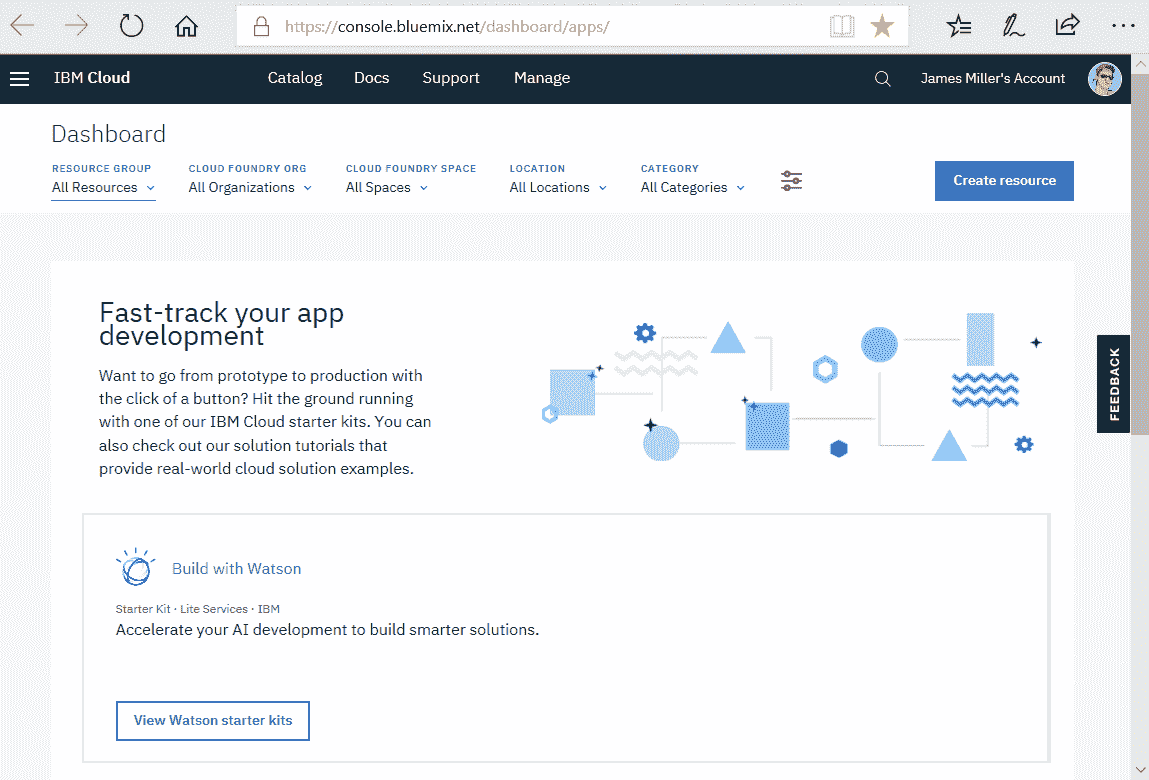 https://console.bluemix.net/dashboard/apps/
IBM Cloud Catalog Docs Support Manage James Miller's Account
Dashboard
RESOURCE GROUP CLOUD FOUNDRY ORG CLOUD FOUNDRY SPACE LOCATION CATEGORY
All Resources All Organizations All Spaces All Locations All Categories
Create resource
Fast-track your app
development
Want to go from prototype to production with
the click of a button? Hit the ground running
with one of our IBM Cloud starter kits. You can
also check out our solution tutorials that
provide real-world cloud solution examples.
FEEDBACK
Build with Watson
Starter Kit · Lite Services · IBM
Accelerate your AI development to build smarter solutions.
View Watson starter kits